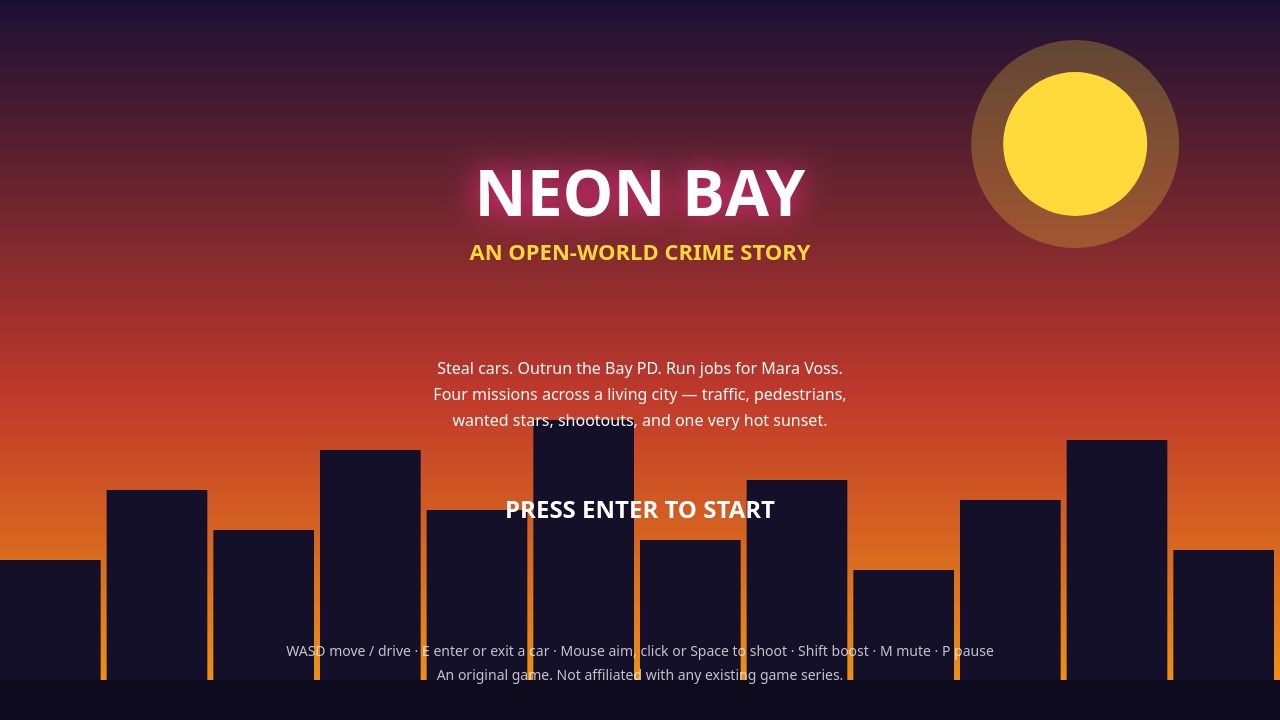 NEON BAY
AN OPEN-WORLD CRIME STORY
Steal cars. Outrun the Bay PD. Run jobs for Mara Voss.
Four missions across a living city — traffic, pedestrians,
wanted stars, shootouts, and one very hot sunset.
PRESS ENTER TO START
WASD move / drive · E enter or exit a car · Mouse aim, click or Space to shoot · Shift boost · M mute · P pause
An original game. Not affiliated with any existing game series.